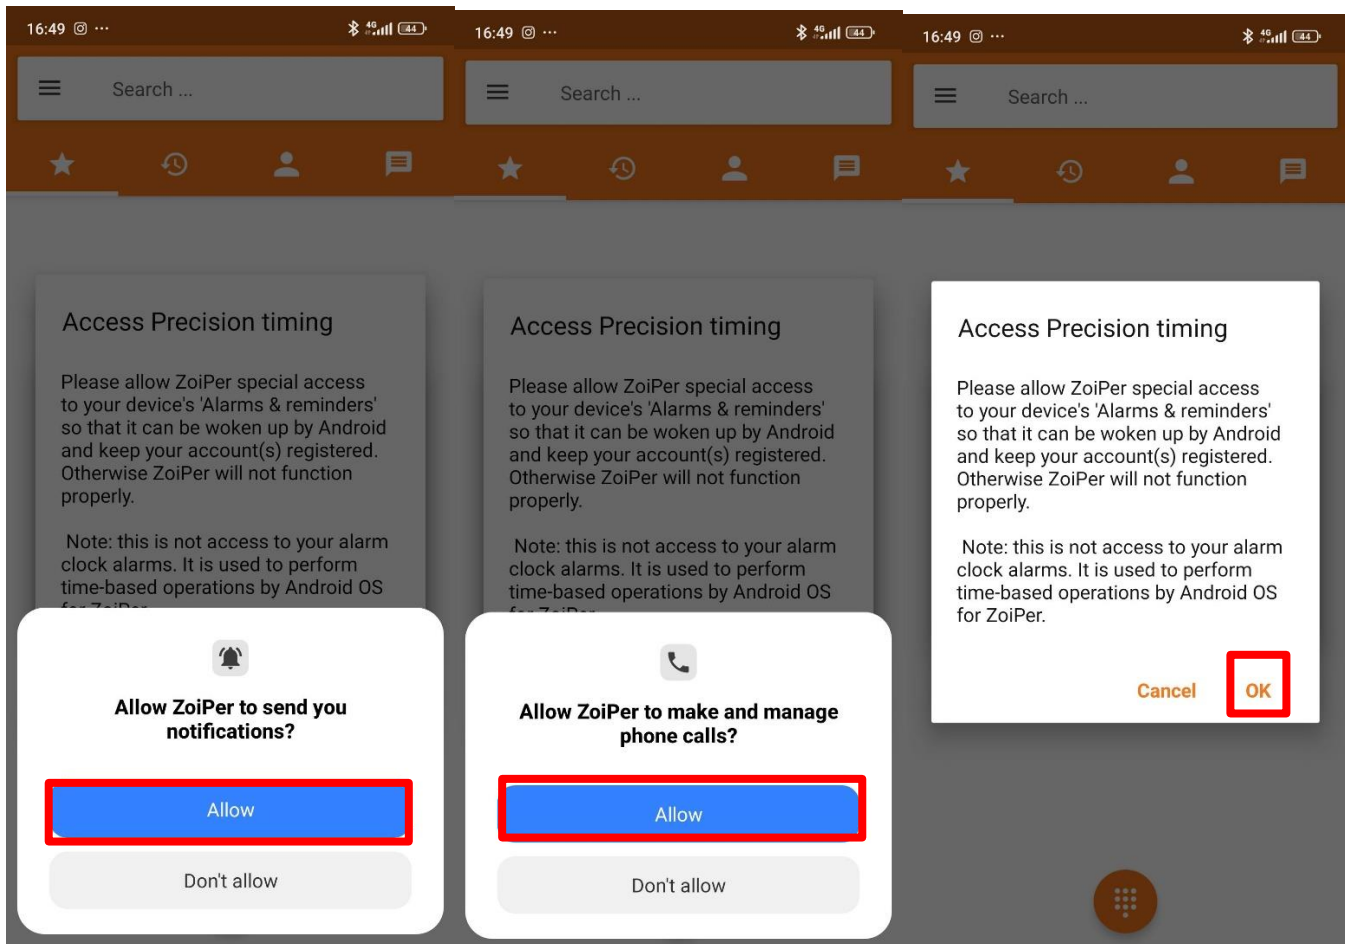 16:49
4G
44
Search ...
Access Precision timing
Please allow ZoiPer special access
to your device's 'Alarms & reminders'
so that it can be woken up by Android
and keep your account(s) registered.
Otherwise ZoiPer will not function
properly.
Note: this is not access to your alarm
clock alarms. It is used to perform
time-based operations by Android OS
for ZoiPer.
Allow ZoiPer to send you
notifications?
Allow
Don't allow
16:49
4G
44
Search ...
Access Precision timing
Please allow ZoiPer special access
to your device's 'Alarms & reminders'
so that it can be woken up by Android
and keep your account(s) registered.
Otherwise ZoiPer will not function
properly.
Note: this is not access to your alarm
clock alarms. It is used to perform
time-based operations by Android OS
for ZoiPer.
Allow ZoiPer to make and manage
phone calls?
Allow
Don't allow
16:49
4G
44
Search ...
Access Precision timing
Please allow ZoiPer special access
to your device's 'Alarms & reminders'
so that it can be woken up by Android
and keep your account(s) registered.
Otherwise ZoiPer will not function
properly.
Note: this is not access to your alarm
clock alarms. It is used to perform
time-based operations by Android OS
for ZoiPer.
Cancel
OK